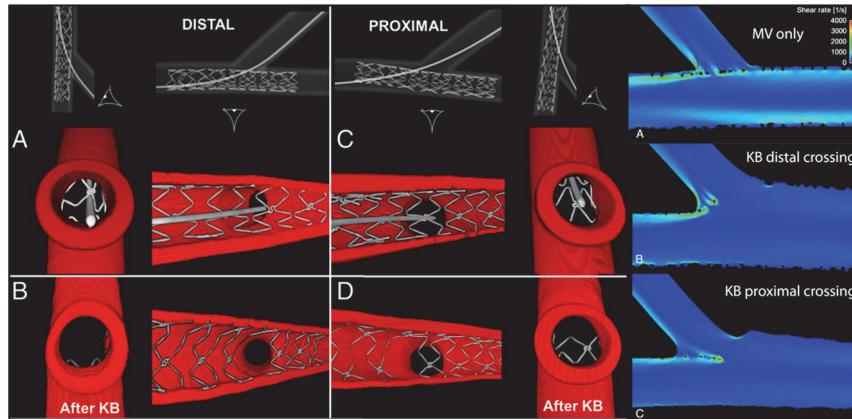 DISTAL
PROXIMAL
A
C
B
After KB
D
After KB
Shear rate [1/s]
4000
3000
2000
1000
0
MV only
A
KB distal crossing
B
KB proximal crossing
C